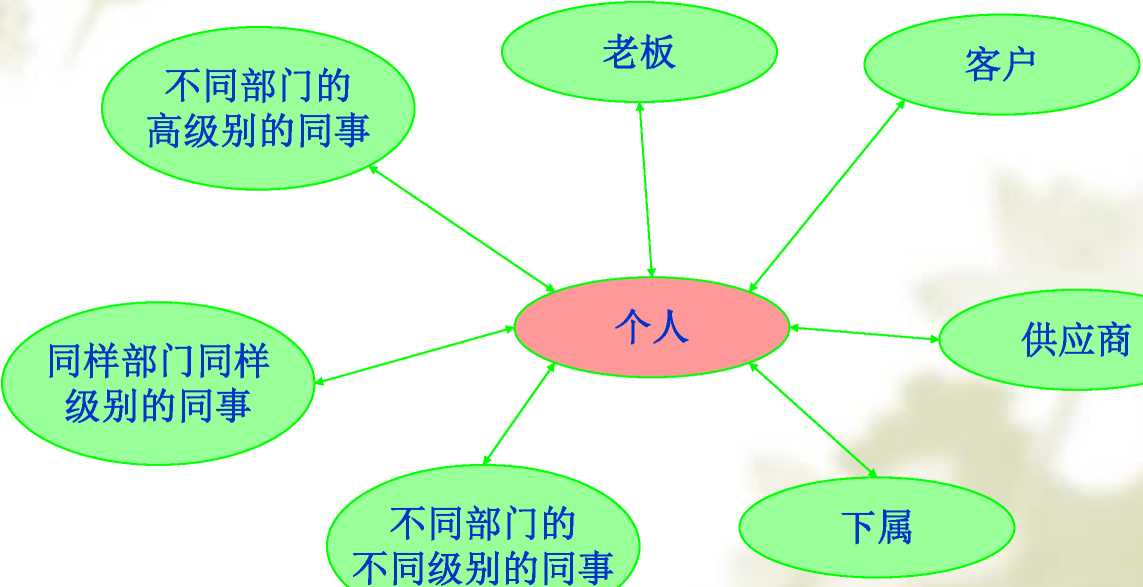 老板
客户
不同部门的
高级别的同事
个人
供应商
同样部门同样
级别的同事
不同部门的
不同级别的同事
下属